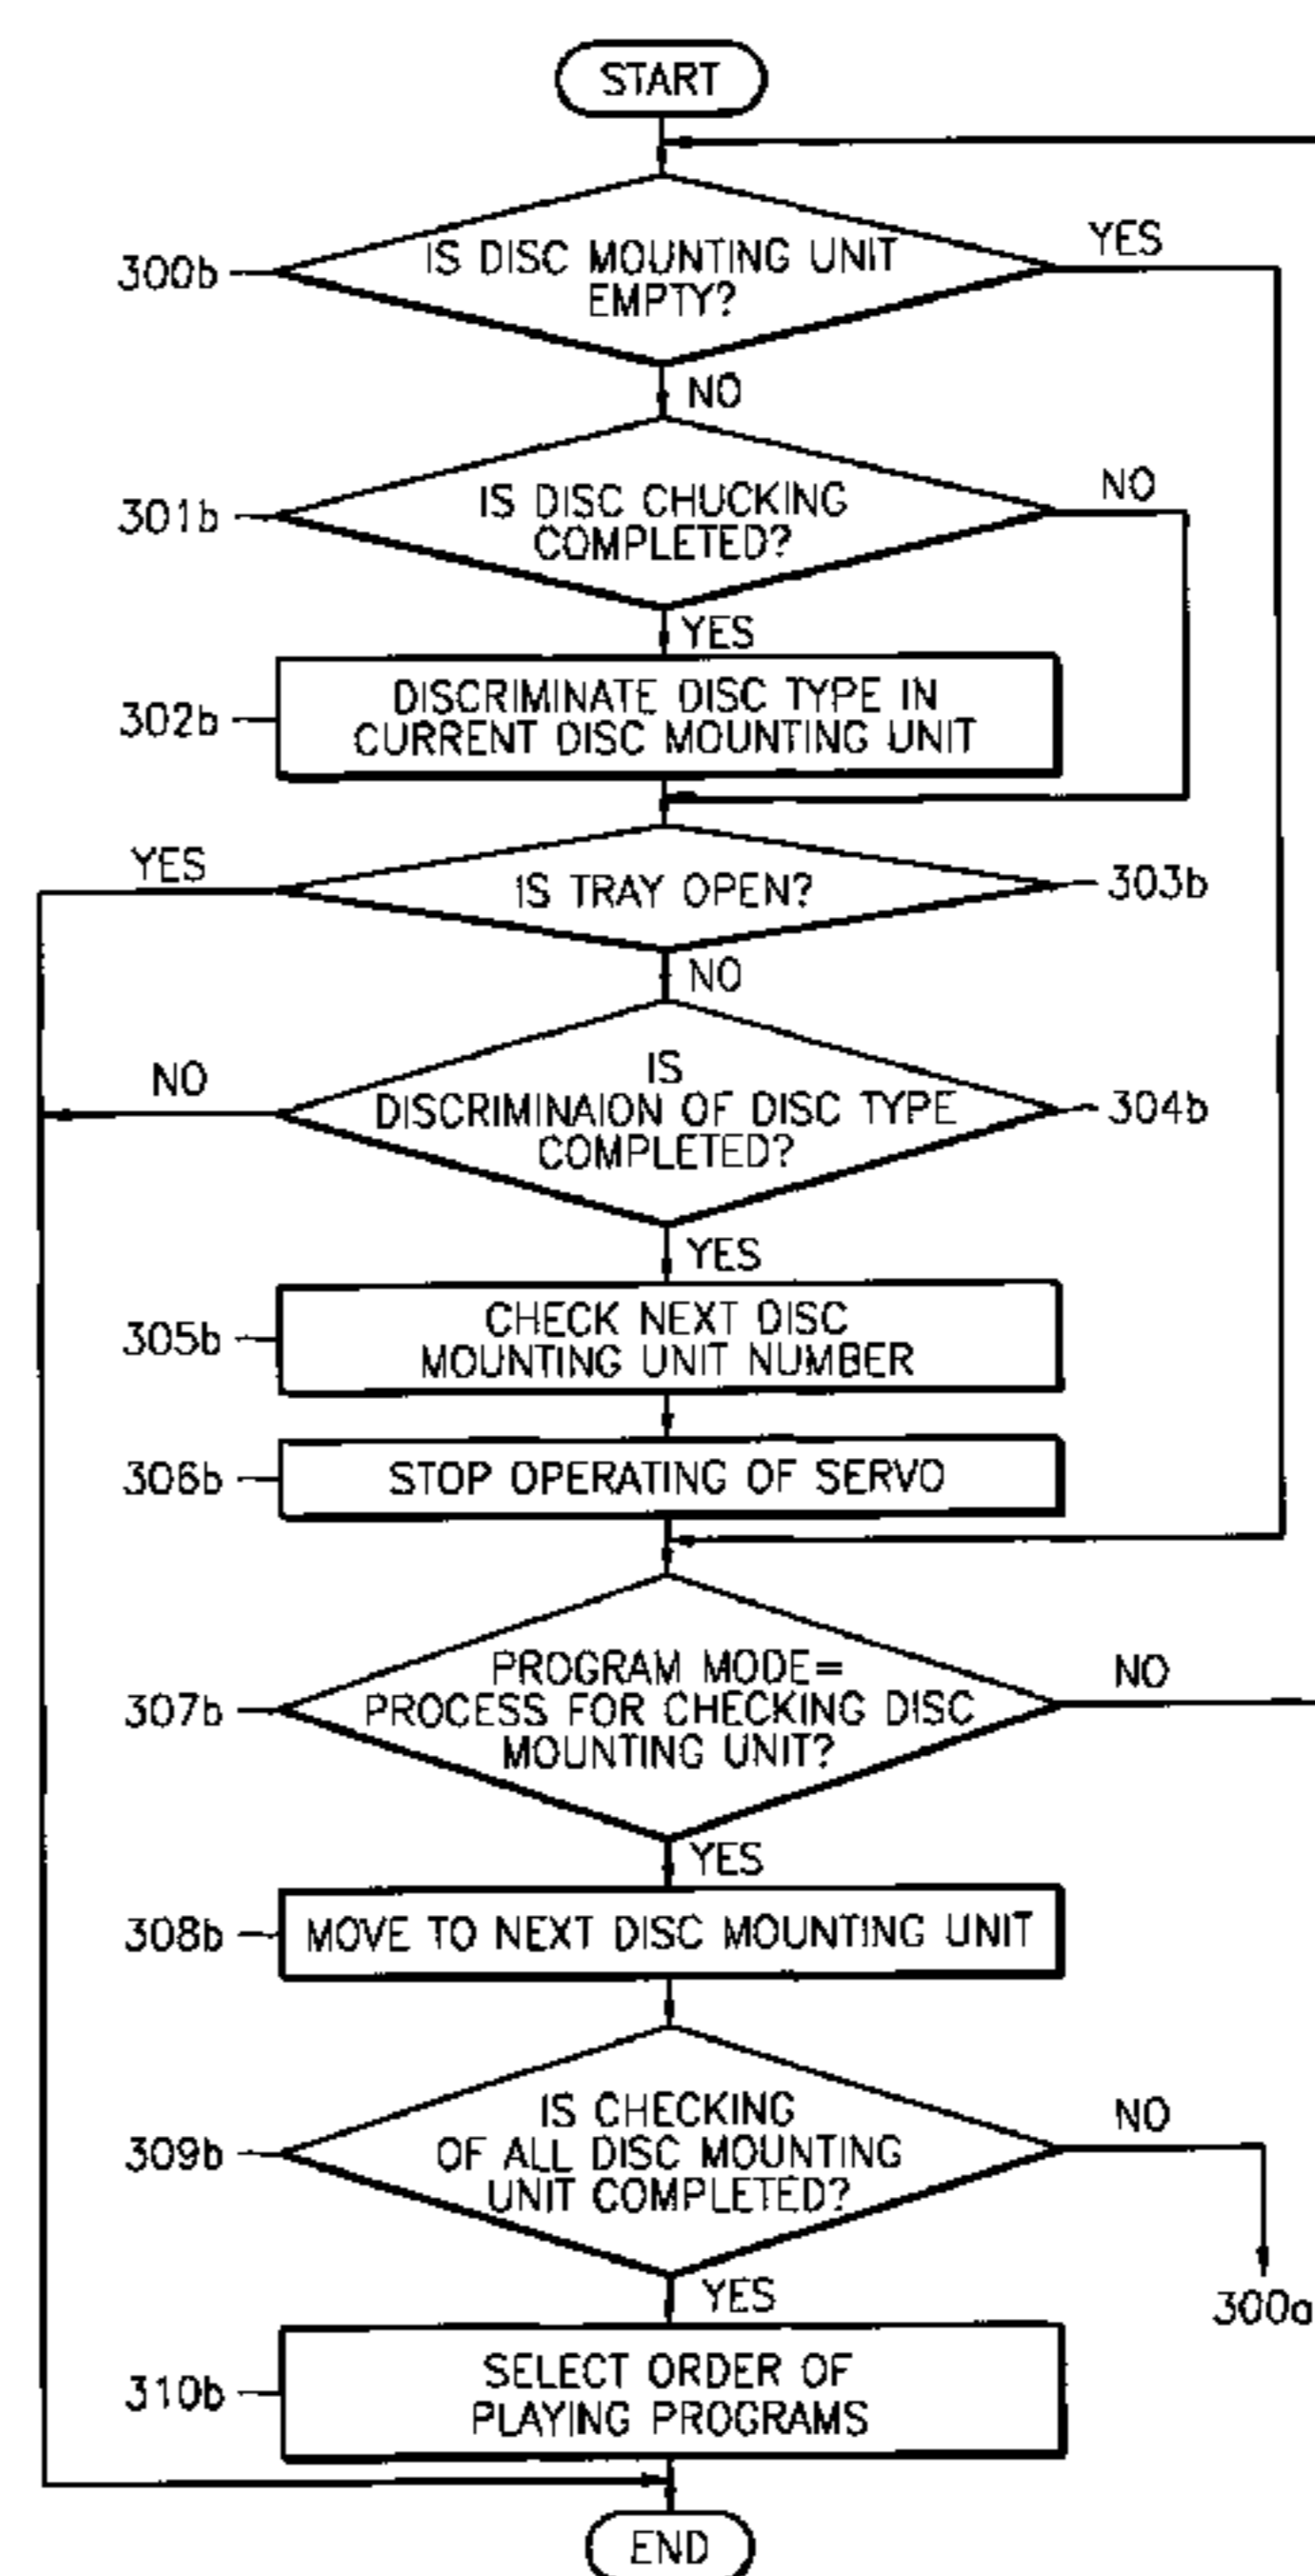 START
IS DISC MOUNTING UNIT
EMPTY?
YES
300b
NO
IS DISC CHUCKING
COMPLETED?
NO
301b
YES
DISCRIMINATE DISC TYPE IN
CURRENT DISC MOUNTING UNIT
302b
YES
IS TRAY OPEN?
303b
NO
NO
IS
DISCRIMINAION OF DISC TYPE
COMPLETED?
304b
YES
CHECK NEXT DISC
MOUNTING UNIT NUMBER
305b
STOP OPERATING OF SERVO
306b
PROGRAM MODE=
PROCESS FOR CHECKING DISC
MOUNTING UNIT?
NO
307b
YES
MOVE TO NEXT DISC MOUNTING UNIT
308b
IS CHECKING
OF ALL DISC MOUNTING
UNIT COMPLETED?
NO
309b
300a
YES
SELECT ORDER OF
PLAYING PROGRAMS
310b
END